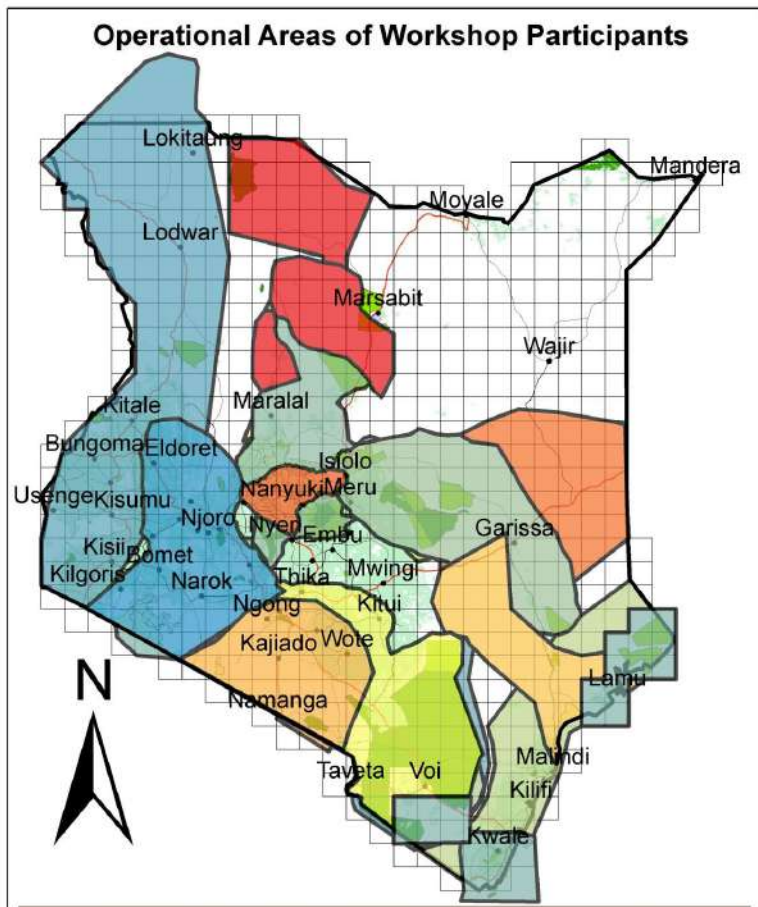 Operational Areas of Workshop Participants
Lokitaung
Mandera
Moyale
Lodwar
Marsabit
Wajir
Kitale
Maralal
Bungoma
Eldoret
Isiolo
Usenge
Kisumu
Nanyuki
Meru
Njoro
Nyeri
Embu
Garissa
Kisii
Bomet
Mwingi
Kilgoris
Narok
Thika
Ngong
Kitui
Kajiado
Wote
Lamu
N
Namanga
Taveta
Voi
Malindi
Kilifi
Kwale